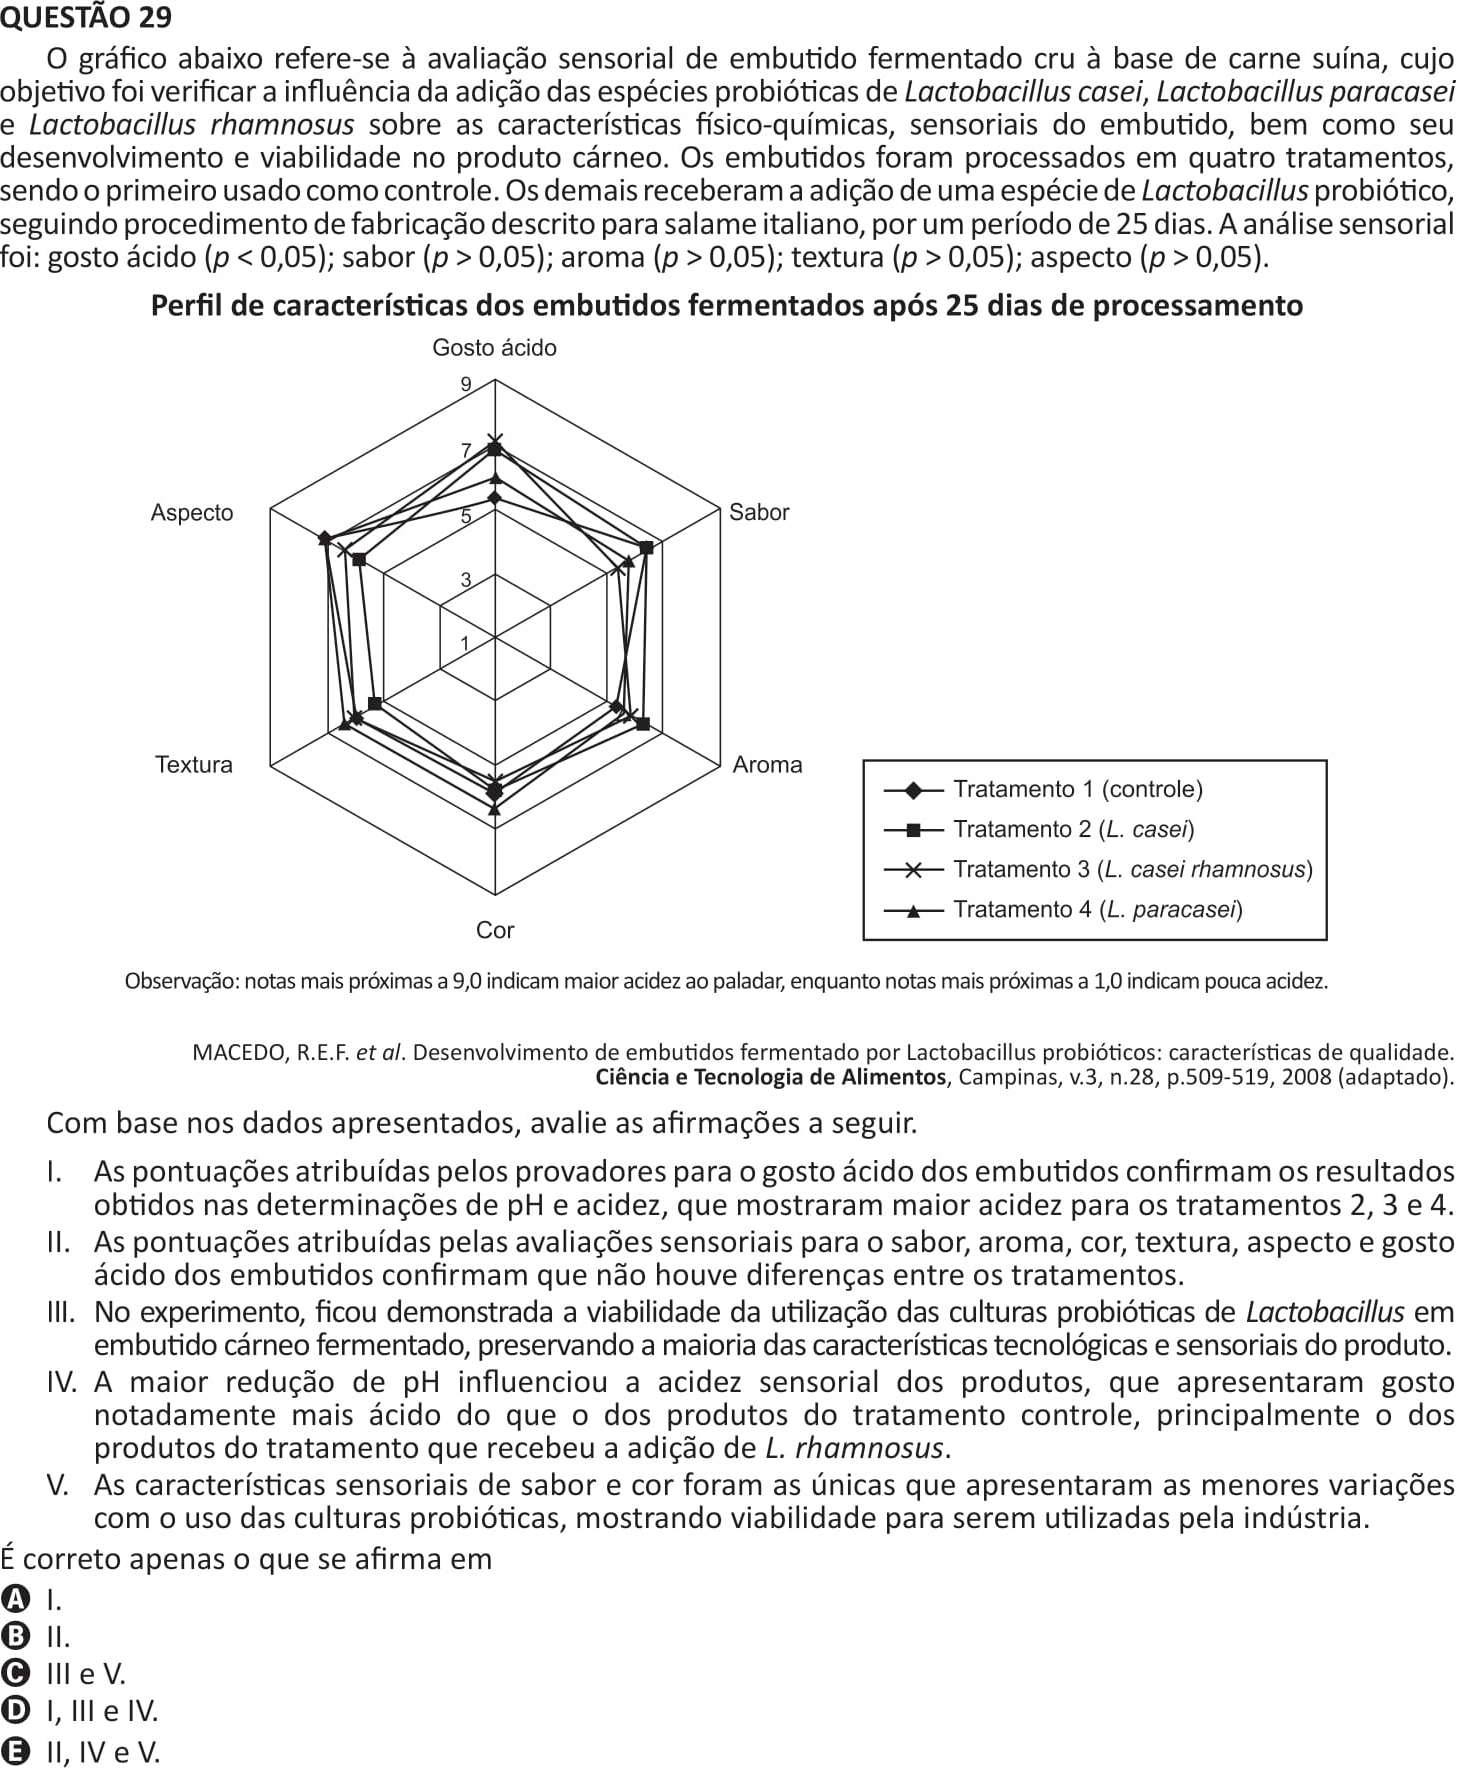 QUESTÃO 29
O gráfico abaixo refere-se à avaliação sensorial de embutido fermentado cru à base de carne suína, cujo
objetivo foi verificar a influência da adição das espécies probióticas de Lactobacillus casei, Lactobacillus paracasei
e Lactobacillus rhamnosus sobre as características físico-químicas, sensoriais do embutido, bem como seu
desenvolvimento e viabilidade no produto cárneo. Os embutidos foram processados em quatro tratamentos,
sendo o primeiro usado como controle. Os demais receberam a adição de uma espécie de Lactobacillus probiótico,
seguindo procedimento de fabricação descrito para salame italiano, por um período de 25 dias. A análise sensorial
foi: gosto ácido (p < 0,05); sabor (p > 0,05); aroma (p > 0,05); textura (p > 0,05); aspecto (p > 0,05).
Perfil de características dos embutidos fermentados após 25 dias de processamento
Gosto ácido
9
7
5
3
1
Aspecto
Sabor
Textura
Aroma
Cor
Tratamento 1 (controle)
Tratamento 2 (L. casei)
Tratamento 3 (L. casei rhamnosus)
Tratamento 4 (L. paracasei)
Observação: notas mais próximas a 9,0 indicam maior acidez ao paladar, enquanto notas mais próximas a 1,0 indicam pouca acidez.
MACEDO, R.E.F. et al. Desenvolvimento de embutidos fermentado por Lactobacillus probióticos: características de qualidade.
Ciência e Tecnologia de Alimentos, Campinas, v.3, n.28, p.509-519, 2008 (adaptado).
Com base nos dados apresentados, avalie as afirmações a seguir.
I. As pontuações atribuídas pelos provadores para o gosto ácido dos embutidos confirmam os resultados
obtidos nas determinações de pH e acidez, que mostraram maior acidez para os tratamentos 2, 3 e 4.
II. As pontuações atribuídas pelas avaliações sensoriais para o sabor, aroma, cor, textura, aspecto e gosto
ácido dos embutidos confirmam que não houve diferenças entre os tratamentos.
III. No experimento, ficou demonstrada a viabilidade da utilização das culturas probióticas de Lactobacillus em
embutido cárneo fermentado, preservando a maioria das características tecnológicas e sensoriais do produto.
IV. A maior redução de pH influenciou a acidez sensorial dos produtos, que apresentaram gosto
notadamente mais ácido do que o dos produtos do tratamento controle, principalmente o dos
produtos do tratamento que recebeu a adição de L. rhamnosus.
V. As características sensoriais de sabor e cor foram as únicas que apresentaram as menores variações
com o uso das culturas probióticas, mostrando viabilidade para serem utilizadas pela indústria.
É correto apenas o que se afirma em
A I.
B II.
C III e V.
D I, III e IV.
E II, IV e V.